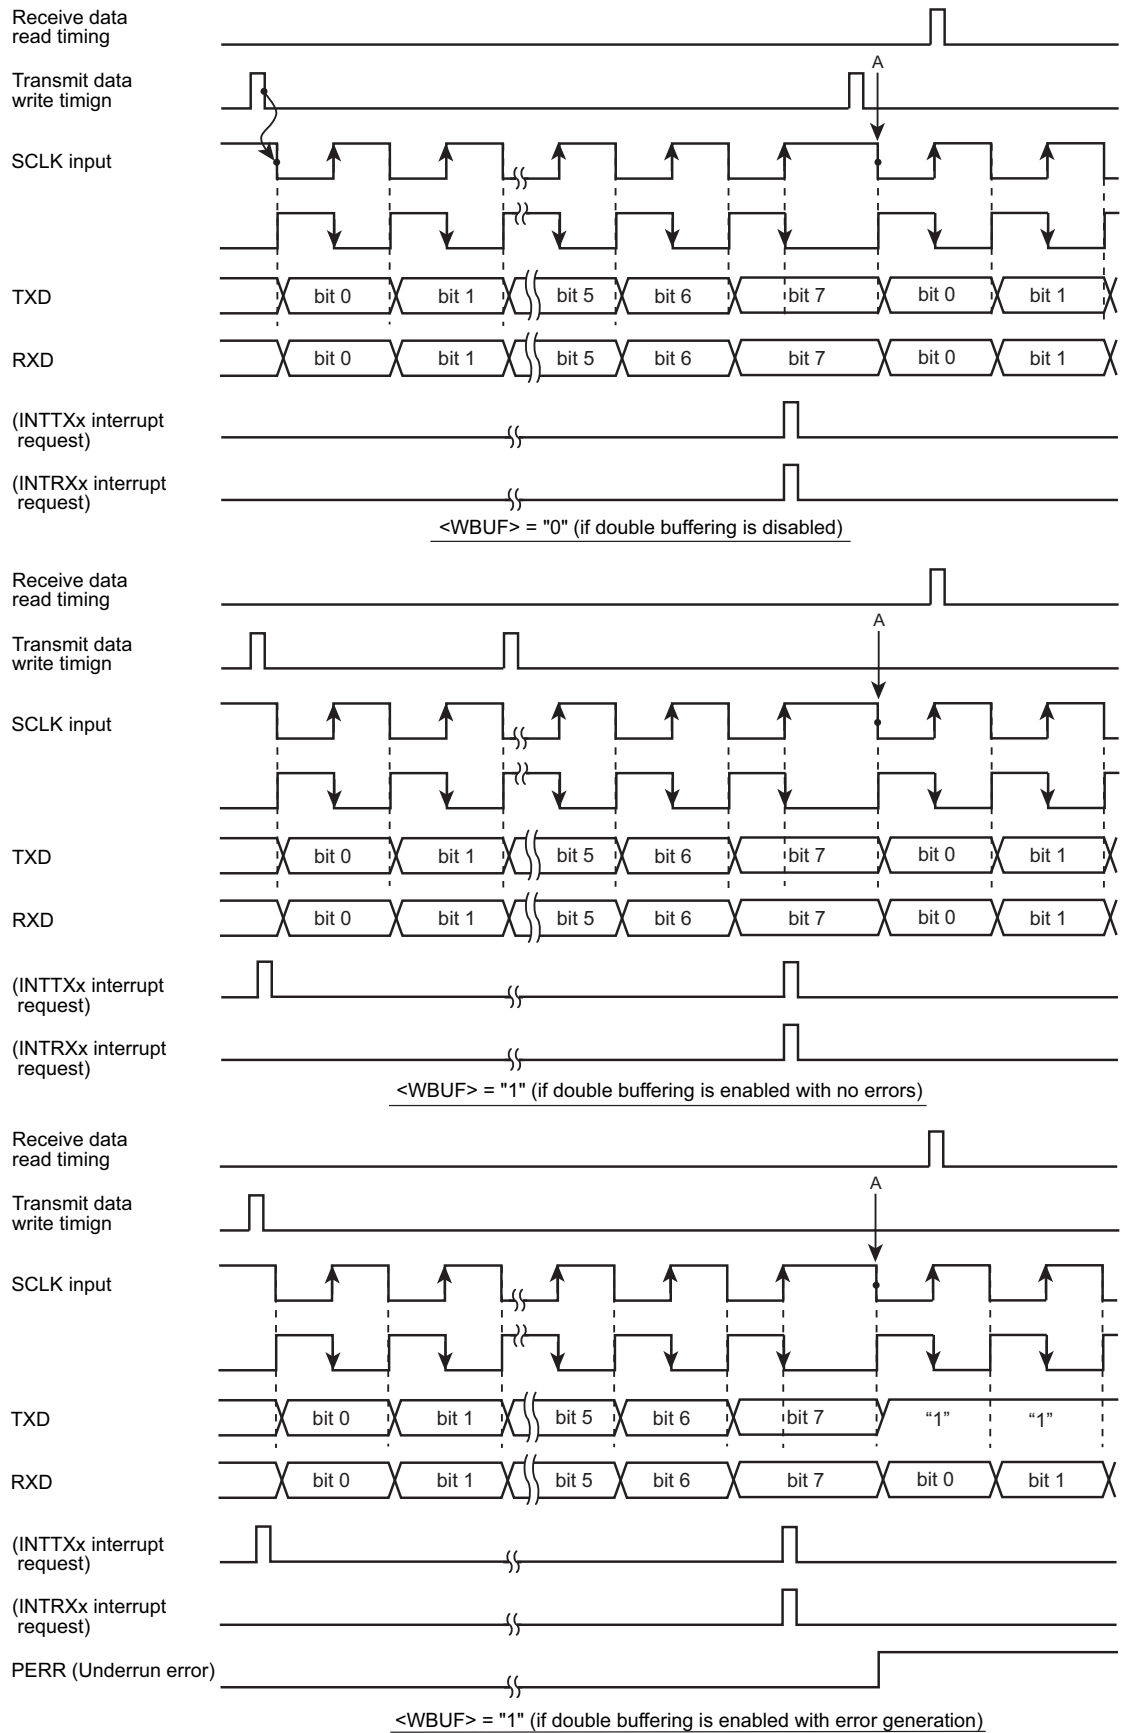 Receive data
read timing
Transmit data
write timign
A
SCLK input
TXD
bit 0 bit 1 bit 5 bit 6 bit 7 bit 0 bit 1
RXD
bit 0 bit 1 bit 5 bit 6 bit 7 bit 0 bit 1
(INTTXx interrupt
request)
(INTRXx interrupt
request)
<WBUF> = "0" (if double buffering is disabled)
Receive data
read timing
Transmit data
write timign
A
SCLK input
TXD
bit 0 bit 1 bit 5 bit 6 bit 7 bit 0 bit 1
RXD
bit 0 bit 1 bit 5 bit 6 bit 7 bit 0 bit 1
(INTTXx interrupt
request)
(INTRXx interrupt
request)
<WBUF> = "1" (if double buffering is enabled with no errors)
Receive data
read timing
Transmit data
write timign
A
SCLK input
TXD
bit 0 bit 1 bit 5 bit 6 bit 7 “1” “1”
RXD
bit 0 bit 1 bit 5 bit 6 bit 7 bit 0 bit 1
(INTTXx interrupt
request)
(INTRXx interrupt
request)
PERR (Underrun error)
<WBUF> = "1" (if double buffering is enabled with error generation)